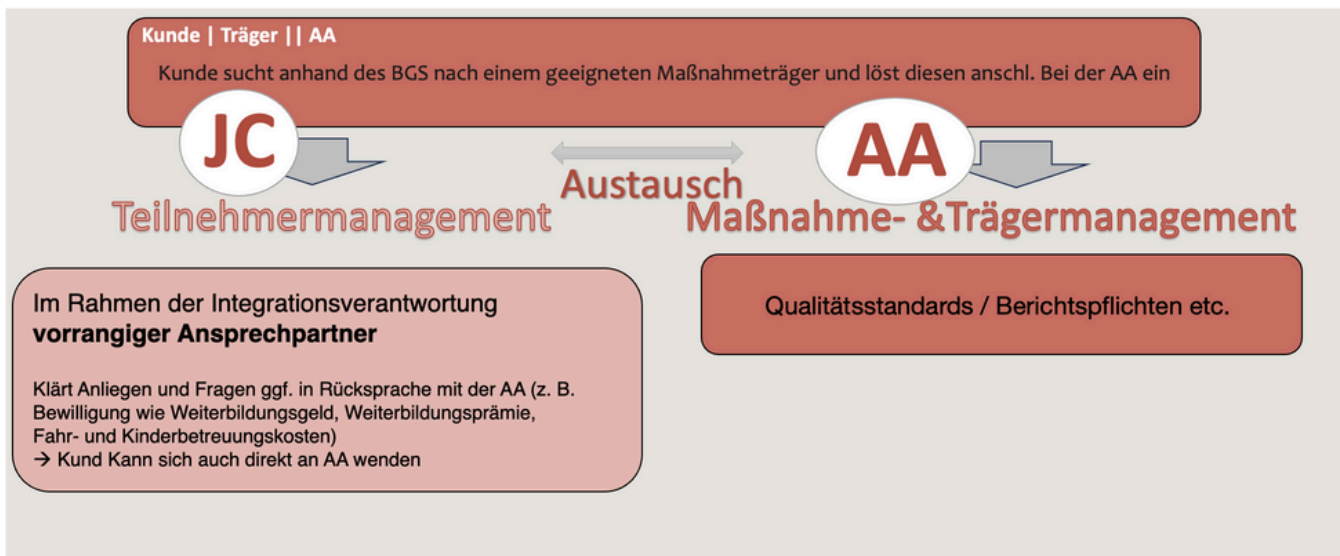 Kunde | Träger || AA
Kunde sucht anhand des BGS nach einem geeigneten Maßnahmeträger und löst diesen anschl. Bei der AA ein
JC
AA
Austausch
Teilnehmermanagement
Maßnahme- &Trägermanagement
Im Rahmen der Integrationsverantwortung
vorrangiger Ansprechpartner
Klärt Anliegen und Fragen ggf. in Rücksprache mit der AA (z. B.
Bewilligung wie Weiterbildungsgeld, Weiterbildungsprämie,
Fahr- und Kinderbetreuungskosten)
→ Kund Kann sich auch direkt an AA wenden
Qualitätsstandards / Berichtspflichten etc.